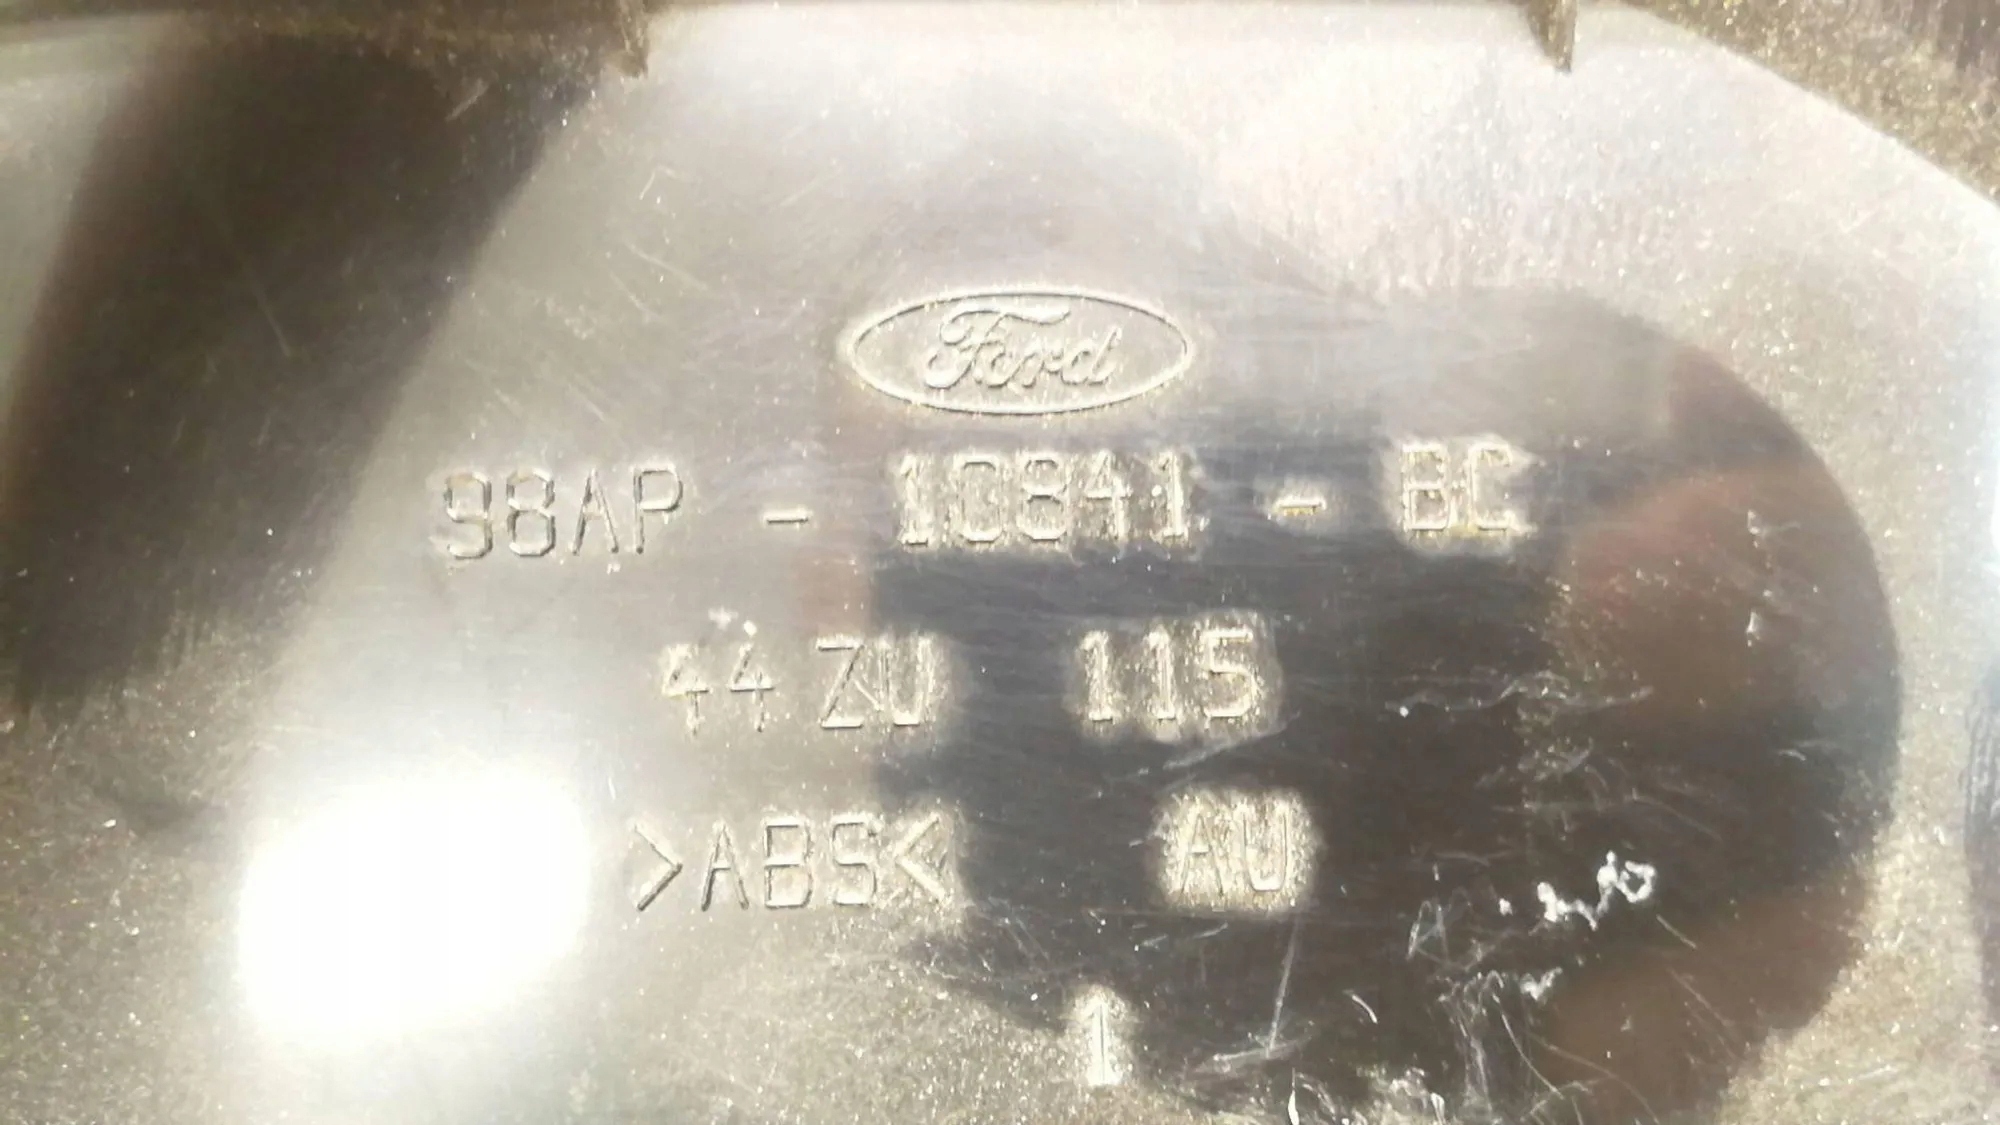 Ford
98AP - 10841 - BC
44 ZU 115
>ABS< AU
1